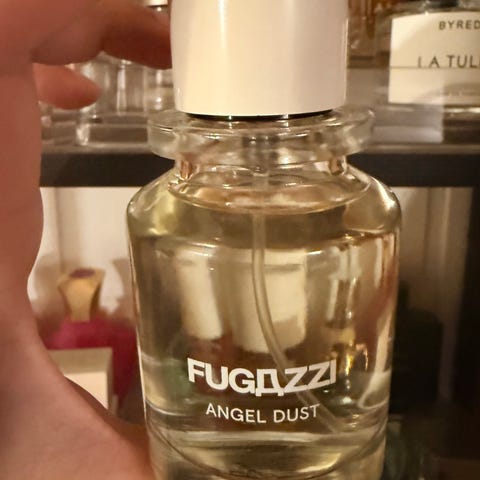 BYRED
LA TUL
FUGAZZI
ANGEL DUST